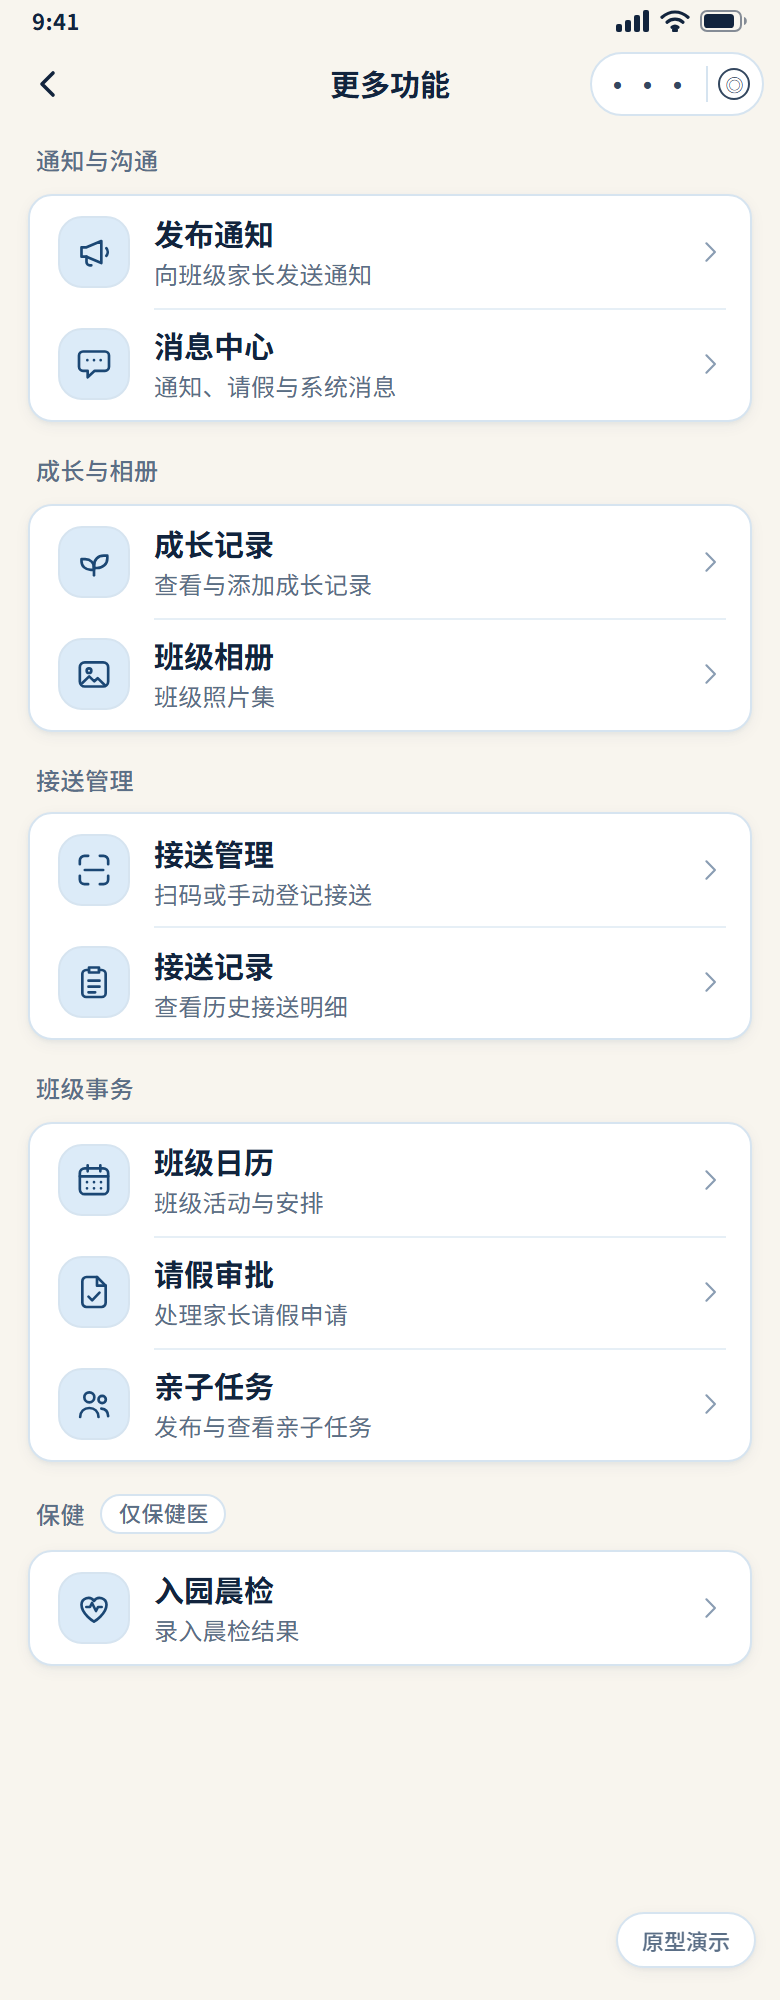 9:41
更多功能
通知与沟通
发布通知
向班级家长发送通知
消息中心
通知、请假与系统消息
成长与相册
成长记录
查看与添加成长记录
班级相册
班级照片集
接送管理
接送管理
扫码或手动登记接送
接送记录
查看历史接送明细
班级事务
班级日历
班级活动与安排
请假审批
处理家长请假申请
亲子任务
发布与查看亲子任务
保健 仅保健医
入园晨检
录入晨检结果
原型演示